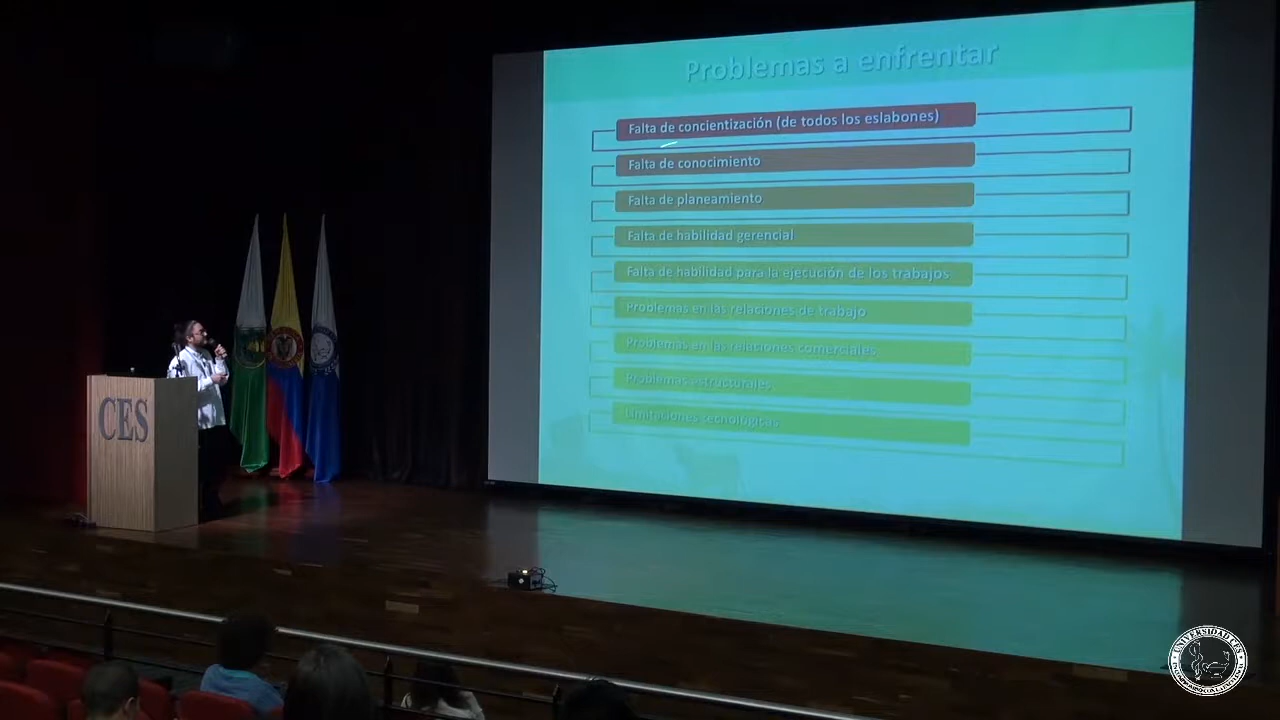 Problemas a enfrentar
Falta de concientización (de todos los eslabones)
Falta de conocimiento
Falta de planeamiento
Falta de habilidad gerencial
Falta de habilidad para la ejecución de los trabajos
Problemas en las relaciones de trabajo
Problemas en las relaciones comerciales
Problemas estructurales
Limitaciones tecnológicas
CES
UNIVERSIDAD CES